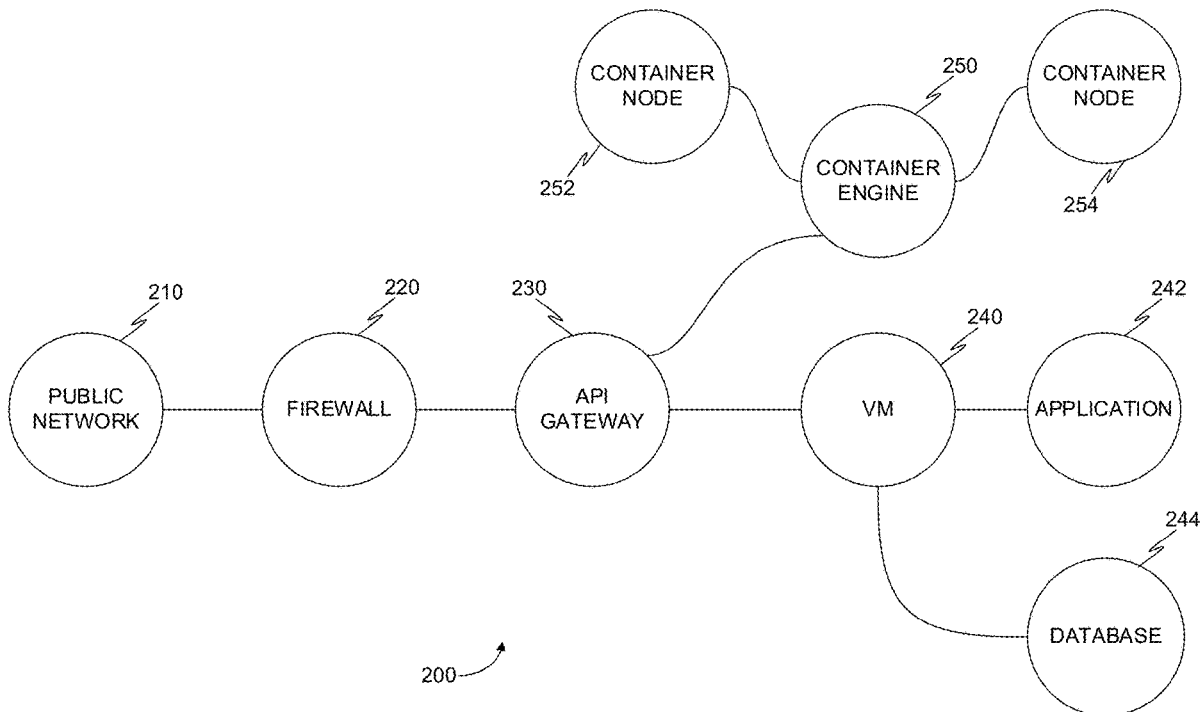 CONTAINER
NODE
252
250
CONTAINER
ENGINE
CONTAINER
NODE
254
210
PUBLIC
NETWORK
220
FIREWALL
230
API
GATEWAY
240
VM
242
APPLICATION
244
DATABASE
200